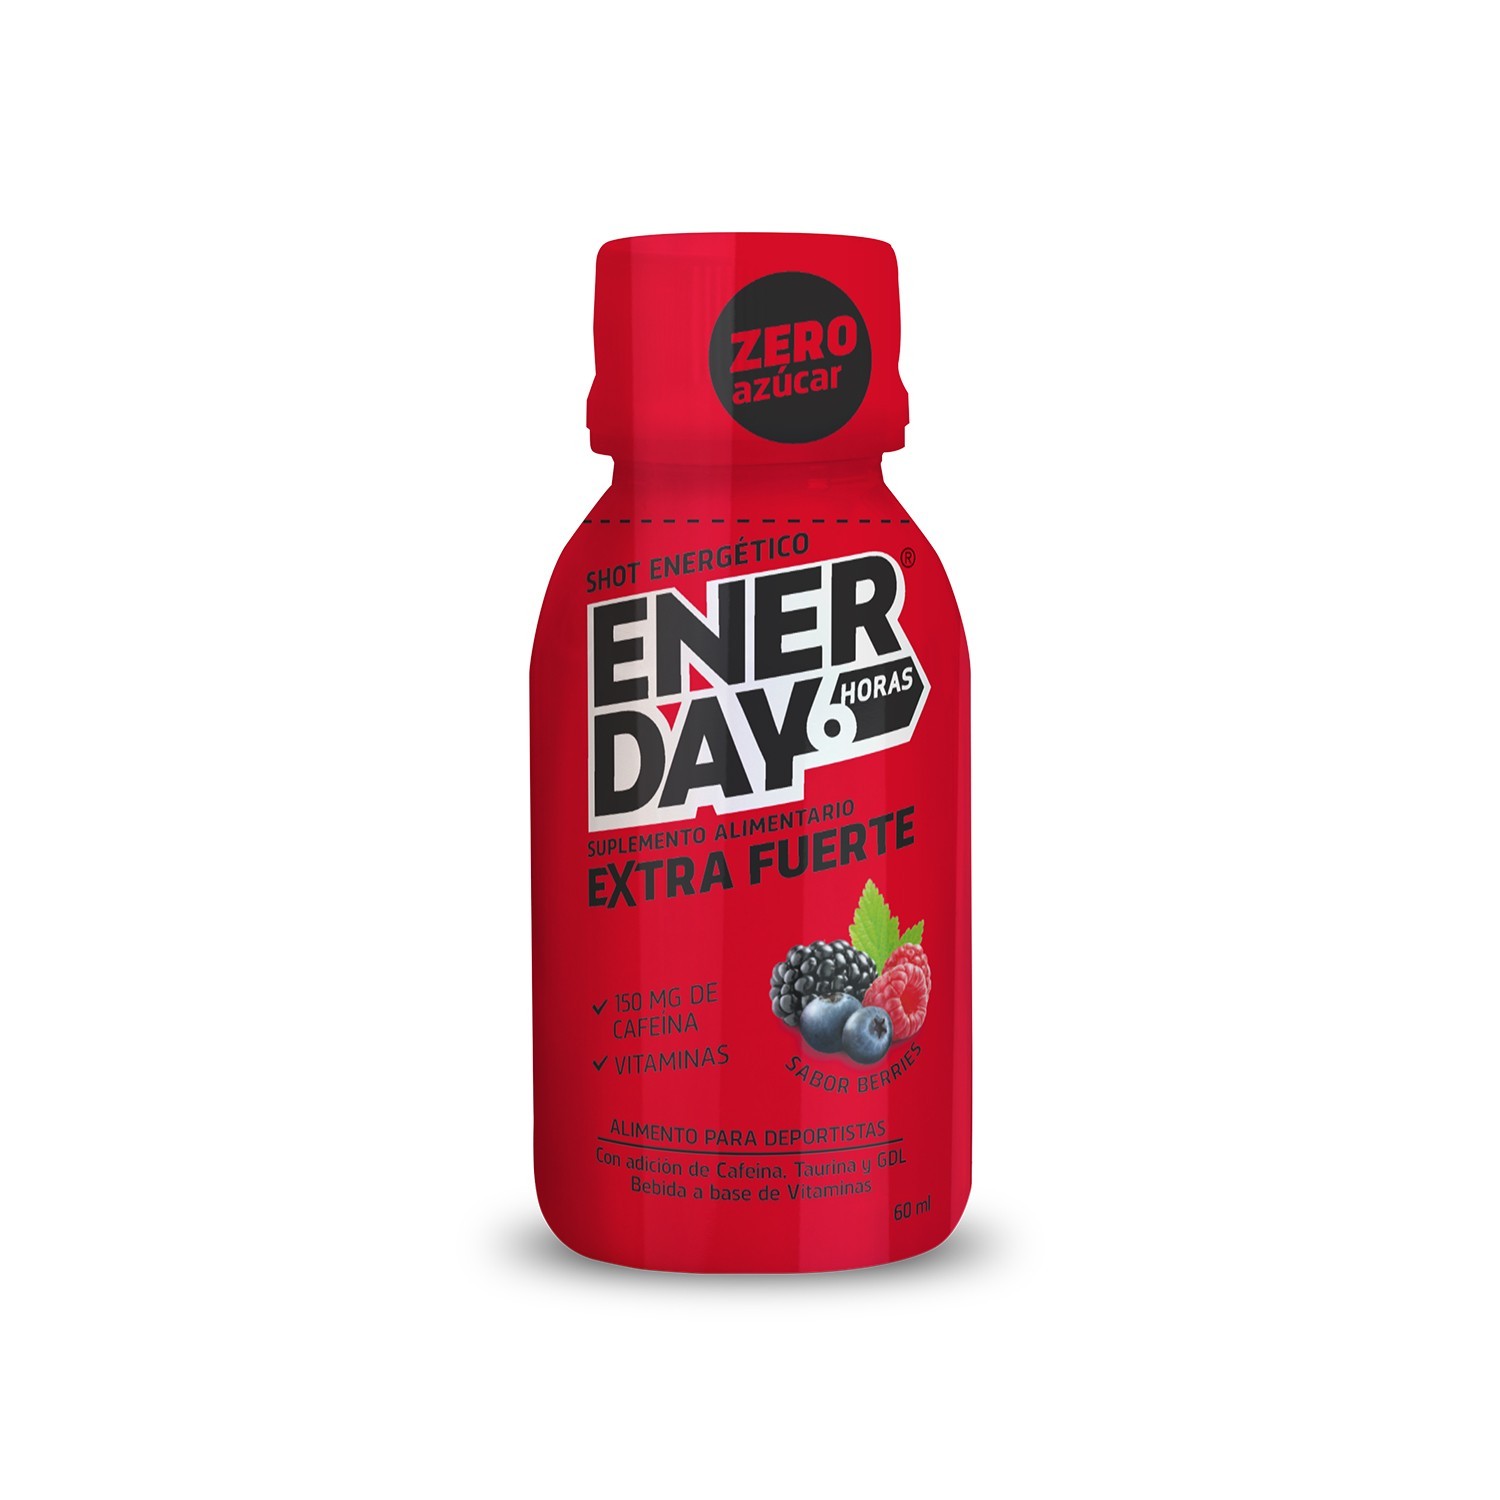 ZERO
azúcar
SHOT ENERGÉTICO
ENER®
DAY 6 HORAS
SUPLEMENTO ALIMENTARIO
EXTRA FUERTE
✓ 150 MG DE
CAFEÍNA
✓ VITAMINAS
SABOR BERRIES
ALIMENTO PARA DEPORTISTAS
Con adición de Cafeina, Taurina y GDL
Bebida a base de Vitaminas
60 ml